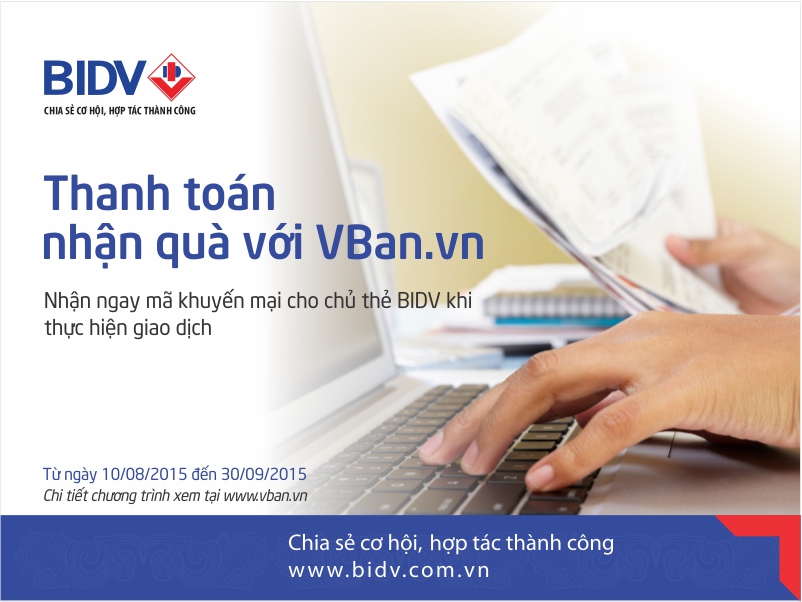 BIDV
CHIA SẺ CƠ HỘI, HỢP TÁC THÀNH CÔNG
Thanh toán
nhận quà với VBan.vn
Nhận ngay mã khuyến mại cho chủ thẻ BIDV khi
thực hiện giao dịch
Từ ngày 10/08/2015 đến 30/09/2015
Chi tiết chương trình xem tại www.vban.vn
Chia sẻ cơ hội, hợp tác thành công
www.bidv.com.vn